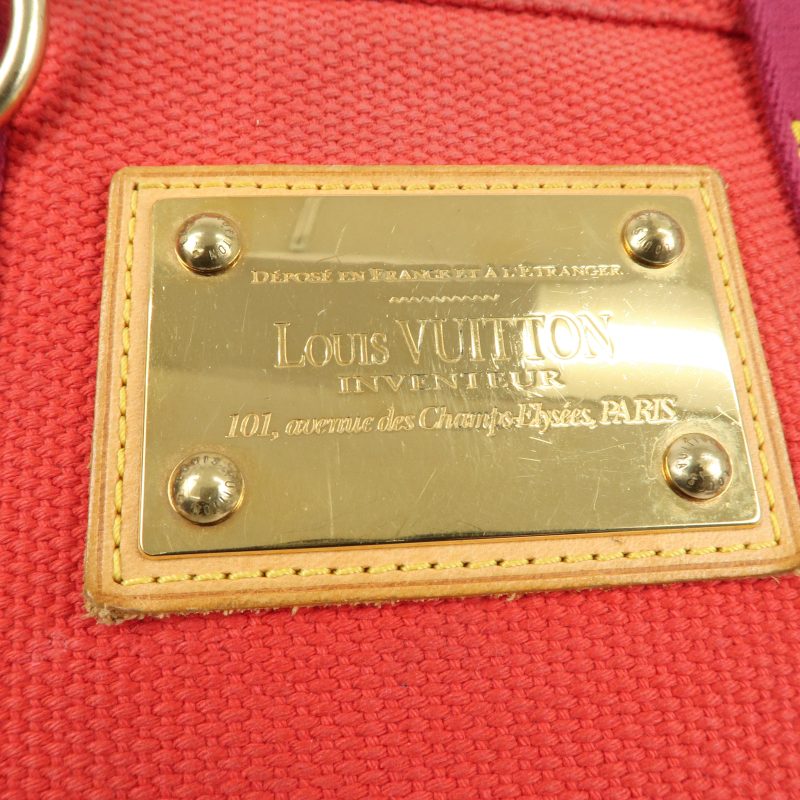 DÉPOSÉ EN FRANCE ET À L'ÉTRANGER
LOUIS VUITTON
INVENTEUR
101, avenue des Champs-Elysées, PARIS